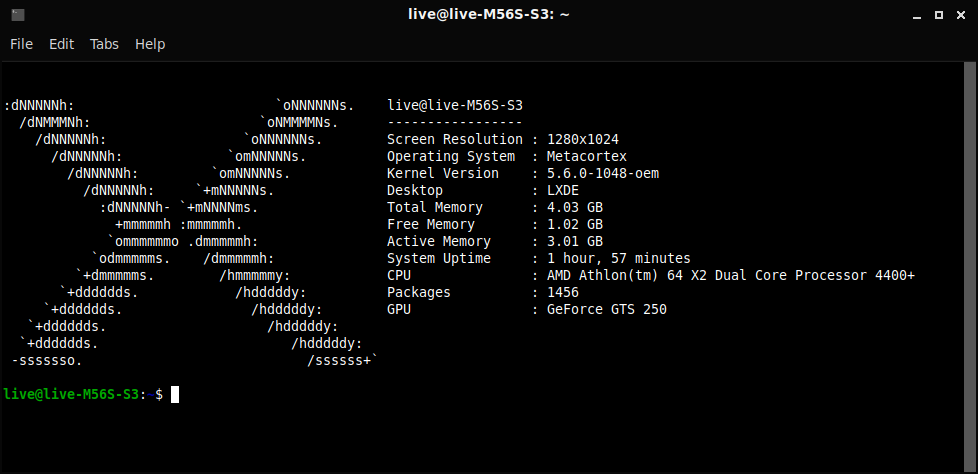 live@live-M56S-S3: ~
File Edit Tabs Help
:dNNNNNh:                         `oNNNNNNs.    live@live-M56S-S3
  /dNMMMNh:                     `oNMMMMNs.      -----------------
    /dNNNNNh:                 `oNNNNNNs.        Screen Resolution : 1280x1024
      /dNNNNNh:             `omNNNNNs.          Operating System  : Metacortex
        /dNNNNNh:         `omNNNNNs.            Kernel Version    : 5.6.0-1048-oem
          /dNNNNNh:     `+mNNNNNs.              Desktop           : LXDE
            :dNNNNNh- `+mNNNNms.                Total Memory      : 4.03 GB
              +mmmmmh :mmmmmh.                  Free Memory       : 1.02 GB
             `ommmmmmo .dmmmmmh:                Active Memory     : 3.01 GB
           `odmmmmms.    /dmmmmmh:              System Uptime     : 1 hour, 57 minutes
         `+dmmmmms.        /hmmmmmy:            CPU               : AMD Athlon(tm) 64 X2 Dual Core Processor 4400+
       `+dddddds.            /hdddddy:          Packages          : 1456
     `+ddddddds.               /hdddddy:        GPU               : GeForce GTS 250
   `+ddddddds.                   /hdddddy:
  `+ddddddds.                       /hdddddy:
 -ssssssso.                           /ssssss+`
live@live-M56S-S3:~$